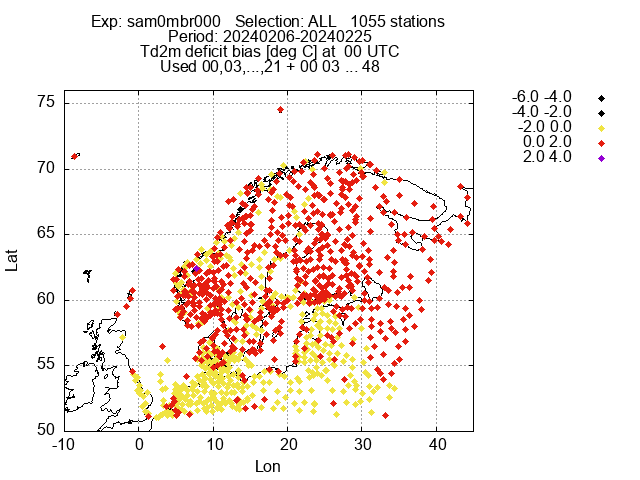 Exp: sam0mbr000 Selection: ALL 1055 stations
Period: 20240206-20240225
Td2m deficit bias [deg C] at 00 UTC
Used 00,03,...,21 + 00 03 ... 48
-6.0 -4.0
-4.0 -2.0
-2.0 0.0
0.0 2.0
2.0 4.0
75
70
65
60
55
50
Lat
-10 0 10 20 30 40
Lon